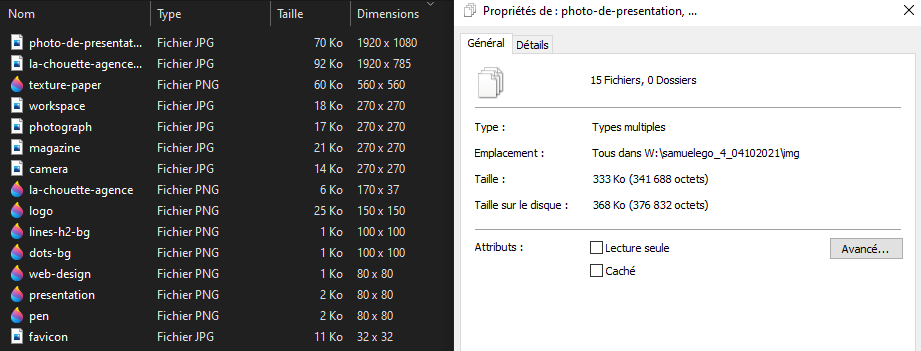 Nom Type Taille Dimensions
photo-de-presentat... Fichier JPG 70 Ko 1920 x 1080
la-chouette-agence... Fichier JPG 92 Ko 1920 x 785
texture-paper Fichier PNG 60 Ko 560 x 560
workspace Fichier JPG 18 Ko 270 x 270
photograph Fichier JPG 17 Ko 270 x 270
magazine Fichier JPG 21 Ko 270 x 270
camera Fichier JPG 14 Ko 270 x 270
la-chouette-agence Fichier PNG 6 Ko 170 x 37
logo Fichier PNG 25 Ko 150 x 150
lines-h2-bg Fichier PNG 1 Ko 100 x 100
dots-bg Fichier PNG 1 Ko 100 x 100
web-design Fichier PNG 1 Ko 80 x 80
presentation Fichier PNG 2 Ko 80 x 80
pen Fichier PNG 2 Ko 80 x 80
favicon Fichier JPG 11 Ko 32 x 32
Propriétés de : photo-de-presentation, ...
Général Détails
15 Fichiers, 0 Dossiers
Type : Types multiples
Emplacement : Tous dans W:\samuelego_4_04102021\img
Taille : 333 Ko (341 688 octets)
Taille sur le disque : 368 Ko (376 832 octets)
Attributs : Lecture seule Avancé...
Caché